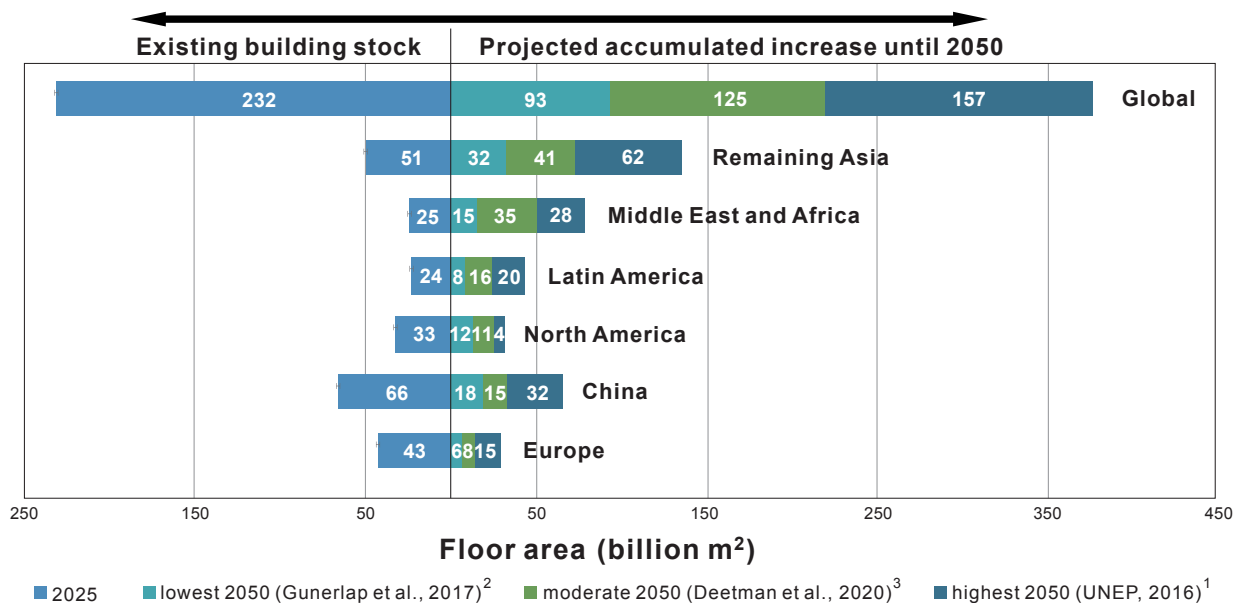 Existing building stock Projected accumulated increase until 2050
232 93 125 157 Global
51 32 41 62 Remaining Asia
25 15 35 28 Middle East and Africa
24 8 16 20 Latin America
33 12 11 4 North America
66 18 15 32 China
43 6 8 15 Europe
250 150 50 50 150 250 350 450
Floor area (billion m²)
2025 lowest 2050 (Gunerlap et al., 2017)² moderate 2050 (Deetman et al., 2020)³ highest 2050 (UNEP, 2016)¹